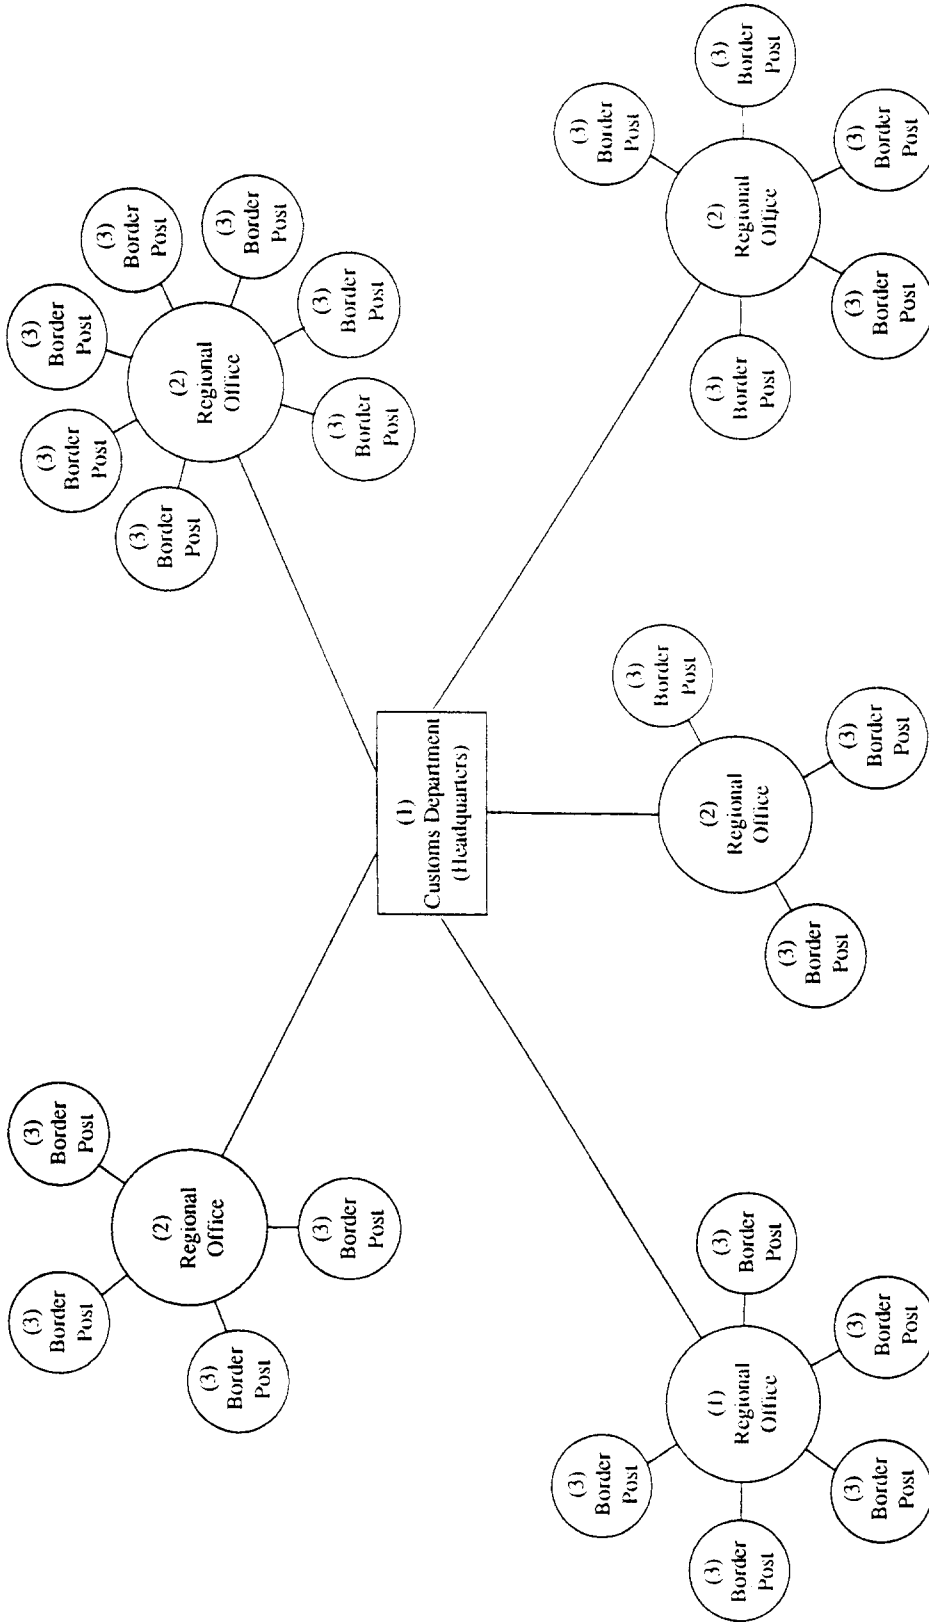 (3)
Border
Post
(3)
Border
Post
(2)
Regional
Office
(3)
Border
Post
(3)
Border
Post
(3)
Border
Post
(3)
Border
Post
(3)
Border
Post
(3)
Border
Post
(2)
Regional
Office
(3)
Border
Post
(3)
Border
Post
(3)
Border
Post
(1)
Customs Department
(Headquarters)
(3)
Border
Post
(3)
Border
Post
(1)
Regional
Office
(3)
Border
Post
(3)
Border
Post
(3)
Border
Post
(3)
Border
Post
(2)
Regional
Office
(3)
Border
Post
(3)
Border
Post
(3)
Border
Post
(3)
Border
Post
(2)
Regional
Office
(3)
Border
Post
(3)
Border
Post
(3)
Border
Post